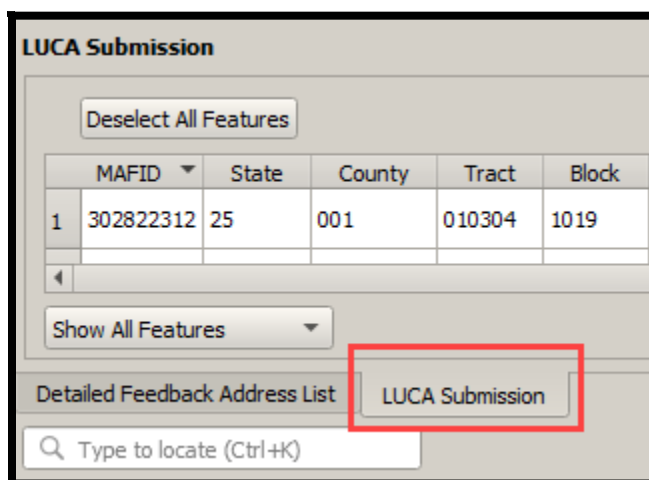 LUCA Submission
Deselect All Features
MAFID State County Tract Block
1 302822312 25 001 010304 1019
Show All Features
Detailed Feedback Address List LUCA Submission
Type to locate (Ctrl+K)